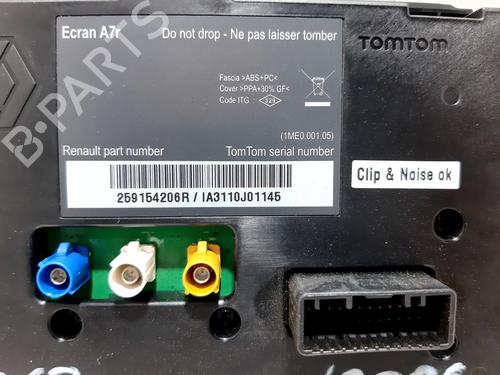 Ecran A7r
Do not drop - Ne pas laisser tomber
TOMTOM
Fascia >ABS+PC<
Cover >PPA+30% GF<
Code ITG 329
(1ME0.001.05)
Renault part number
TomTom serial number
Clip & Noise ok
259154206R / IA3110J01145
B-PARTS